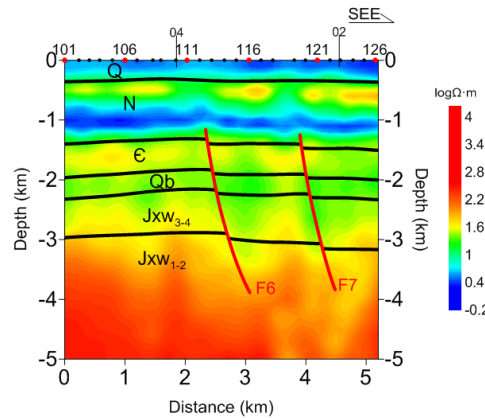 SEE
04 02
101 106 111 116 121 126
0 0
Q
N
-1 -1
Є
-2 -2
Qb
Jxw₃₋₄
-3 -3
Jxw₁₋₂
F6 F7
-4 -4
-5 -5
0 1 2 3 4 5
Distance (km)
Depth (km)
Depth (km)
logΩ·m
4
3.4
2.8
2.2
1.6
1
0.4
-0.2